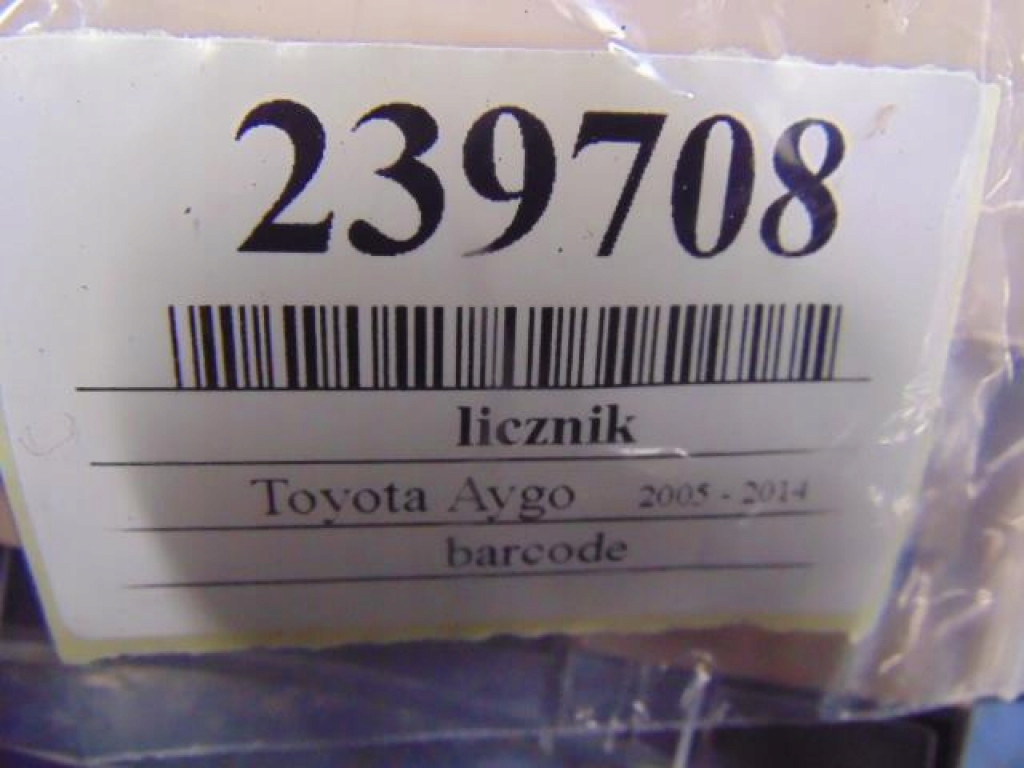 239708
licznik
Toyota Aygo 2005 - 2014
barcode